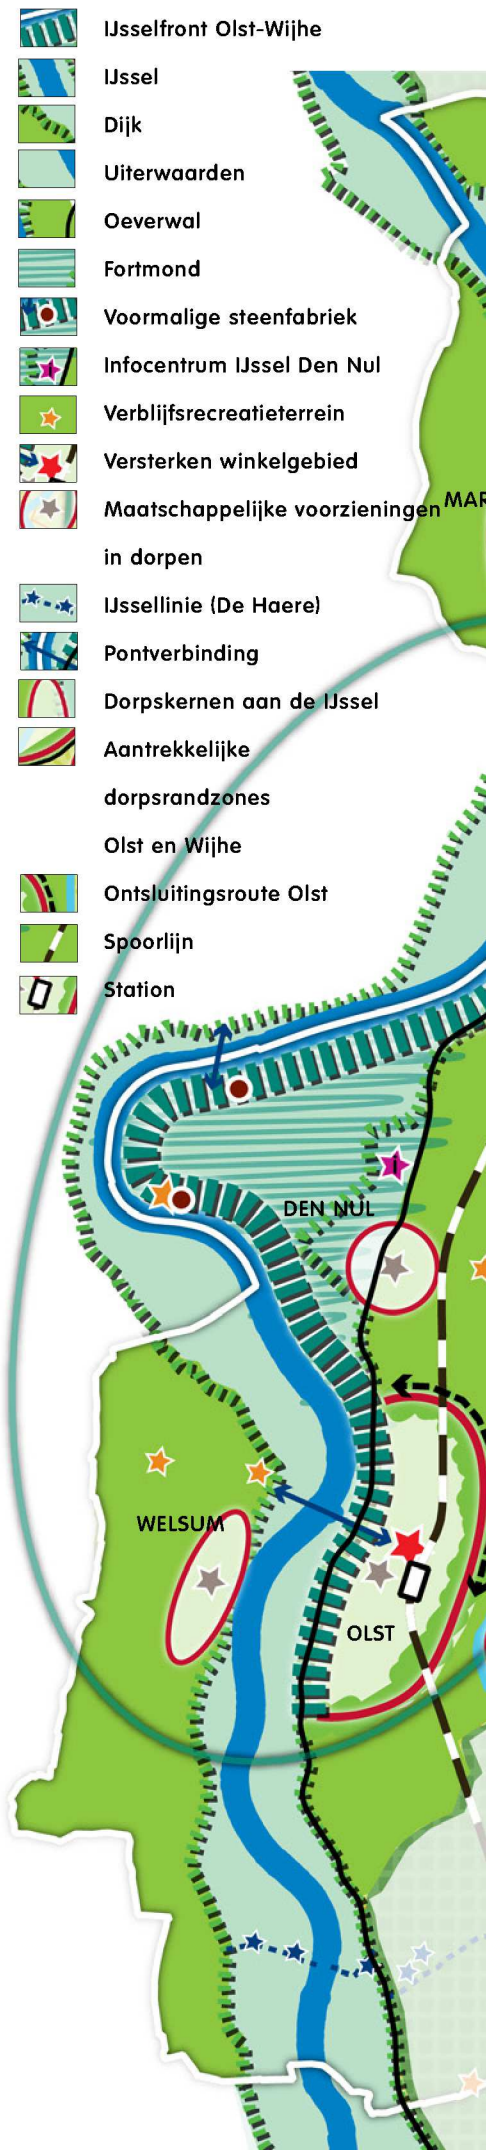 IJsselfront Olst-Wijhe
IJssel
Dijk
Uiterwaarden
Oeverwal
Fortmond
Voormalige steenfabriek
Infocentrum IJssel Den Nul
Verblijfsrecreatieterrein
Versterken winkelgebied
Maatschappelijke voorzieningen
in dorpen
IJssellinie (De Haere)
Pontverbinding
Dorpskernen aan de IJssel
Aantrekkelijke
dorpsrandzones
Olst en Wijhe
Ontsluitingsroute Olst
Spoorlijn
Station
MAR
i
DEN NUL
WELSUM
OLST